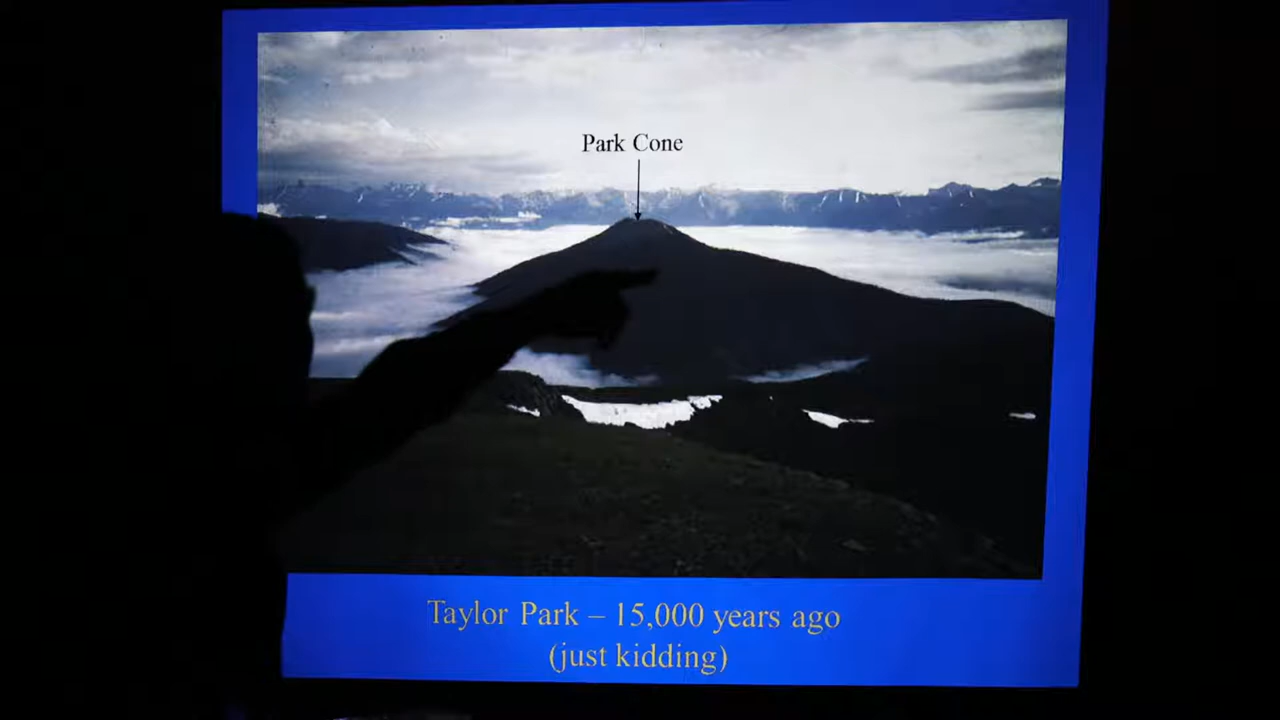 Park Cone
Taylor Park – 15,000 years ago
(just kidding)